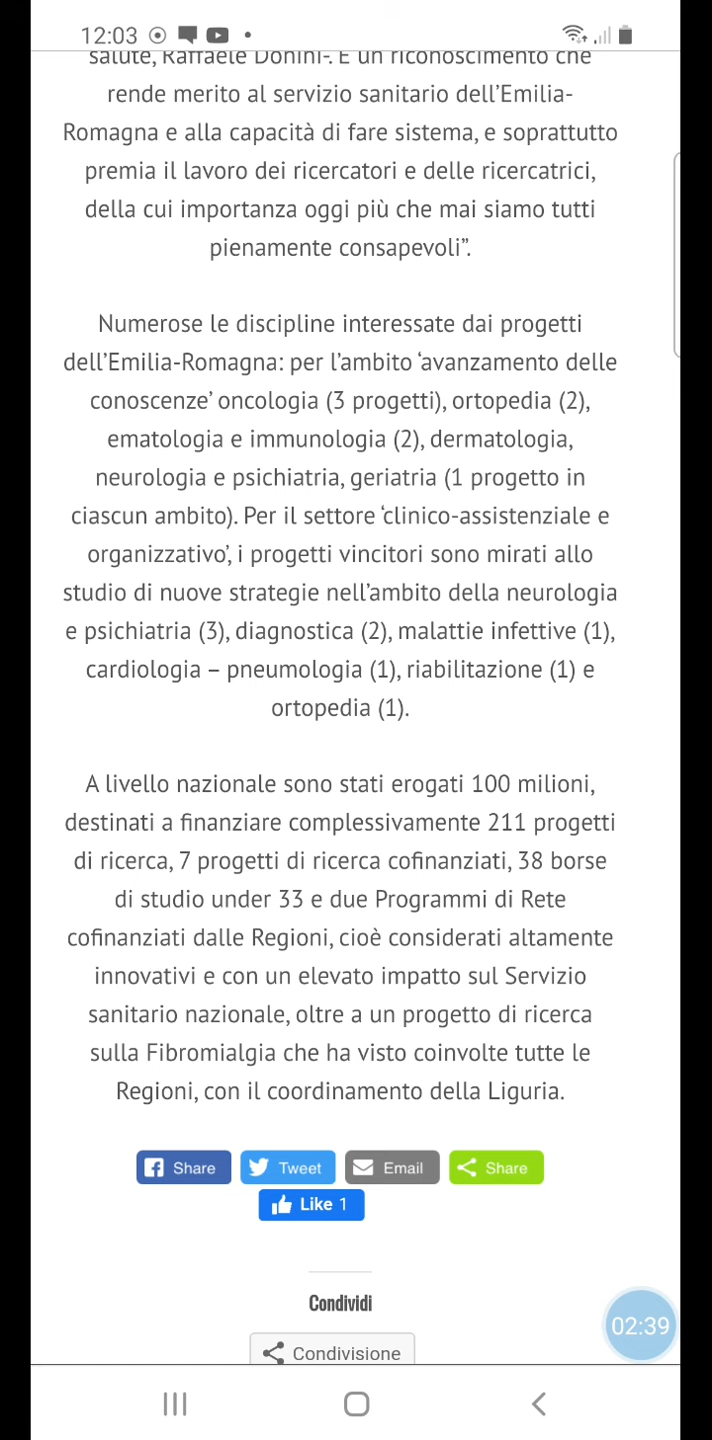 12:03
salute, Raffaele Donini-. È un riconoscimento che
rende merito al servizio sanitario dell'Emilia-
Romagna e alla capacità di fare sistema, e soprattutto
premia il lavoro dei ricercatori e delle ricercatrici,
della cui importanza oggi più che mai siamo tutti
pienamente consapevoli”.
Numerose le discipline interessate dai progetti
dell’Emilia-Romagna: per l’ambito ‘avanzamento delle
conoscenze’ oncologia (3 progetti), ortopedia (2),
ematologia e immunologia (2), dermatologia,
neurologia e psichiatria, geriatria (1 progetto in
ciascun ambito). Per il settore ‘clinico-assistenziale e
organizzativo’, i progetti vincitori sono mirati allo
studio di nuove strategie nell’ambito della neurologia
e psichiatria (3), diagnostica (2), malattie infettive (1),
cardiologia – pneumologia (1), riabilitazione (1) e
ortopedia (1).
A livello nazionale sono stati erogati 100 milioni,
destinati a finanziare complessivamente 211 progetti
di ricerca, 7 progetti di ricerca cofinanziati, 38 borse
di studio under 33 e due Programmi di Rete
cofinanziati dalle Regioni, cioè considerati altamente
innovativi e con un elevato impatto sul Servizio
sanitario nazionale, oltre a un progetto di ricerca
sulla Fibromialgia che ha visto coinvolte tutte le
Regioni, con il coordinamento della Liguria.
Share Tweet Email Share
Like 1
Condividi
02:39
Condivisione